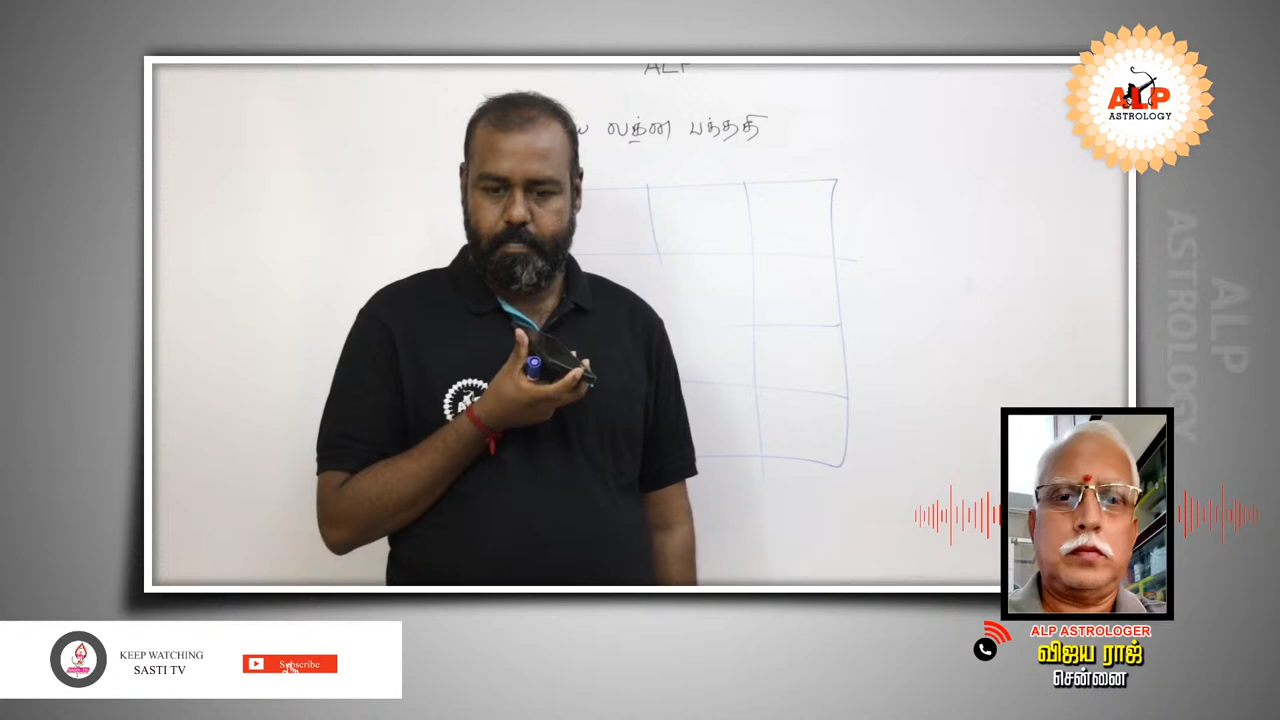 ALP
லக்ன பத்ததி
ALP
ASTROLOGY
ALP
ASTROLOGY
ALP ASTROLOGER
விஜய ராஜ்
சென்னை
KEEP WATCHING
SASTI TV
Subscribe